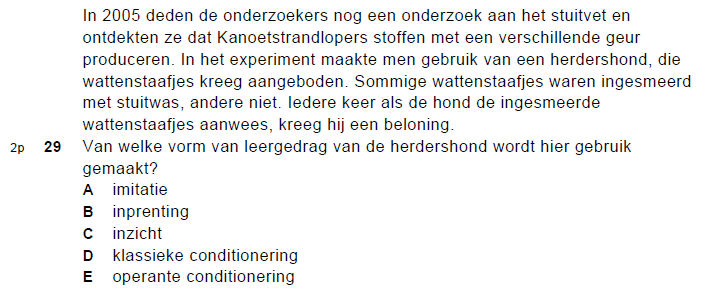 In 2005 deden de onderzoekers nog een onderzoek aan het stuitvet en
ontdekten ze dat Kanoetstrandlopers stoffen met een verschillende geur
produceren. In het experiment maakte men gebruik van een herdershond, die
wattenstaafjes kreeg aangeboden. Sommige wattenstaafjes waren ingesmeerd
met stuitwas, andere niet. Iedere keer als de hond de ingesmeerde
wattenstaafjes aanwees, kreeg hij een beloning.
2p 29 Van welke vorm van leergedrag van de herdershond wordt hier gebruik
gemaakt?
A imitatie
B inprenting
C inzicht
D klassieke conditionering
E operante conditionering